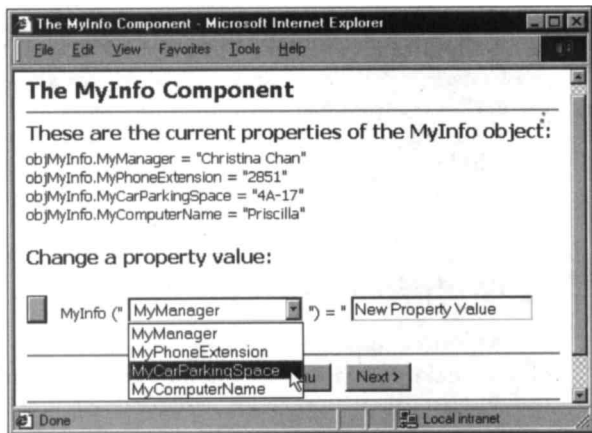 The MyInfo Component - Microsoft Internet Explorer
File Edit View Favorites Tools Help
The MyInfo Component
These are the current properties of the MyInfo object:
objMyInfo.MyManager = "Christina Chan"
objMyInfo.MyPhoneExtension = "2851"
objMyInfo.MyCarParkingSpace = "4A-17"
objMyInfo.MyComputerName = "Priscilla"
Change a property value:
MyInfo (" MyManager ") = " New Property Value
MyManager
MyPhoneExtension
MyCarParkingSpace
MyComputerName
Next >
Done Local intranet